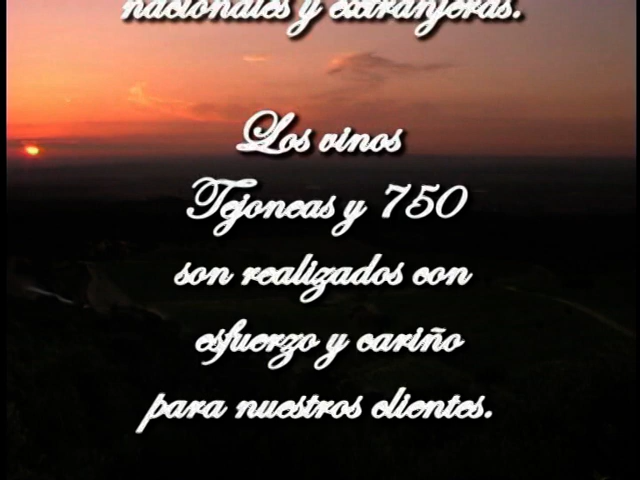 nacionales y extranjeras.
Los vinos
Tejoneas y 750
son realizados con
esfuerzo y cariño
para nuestros clientes.